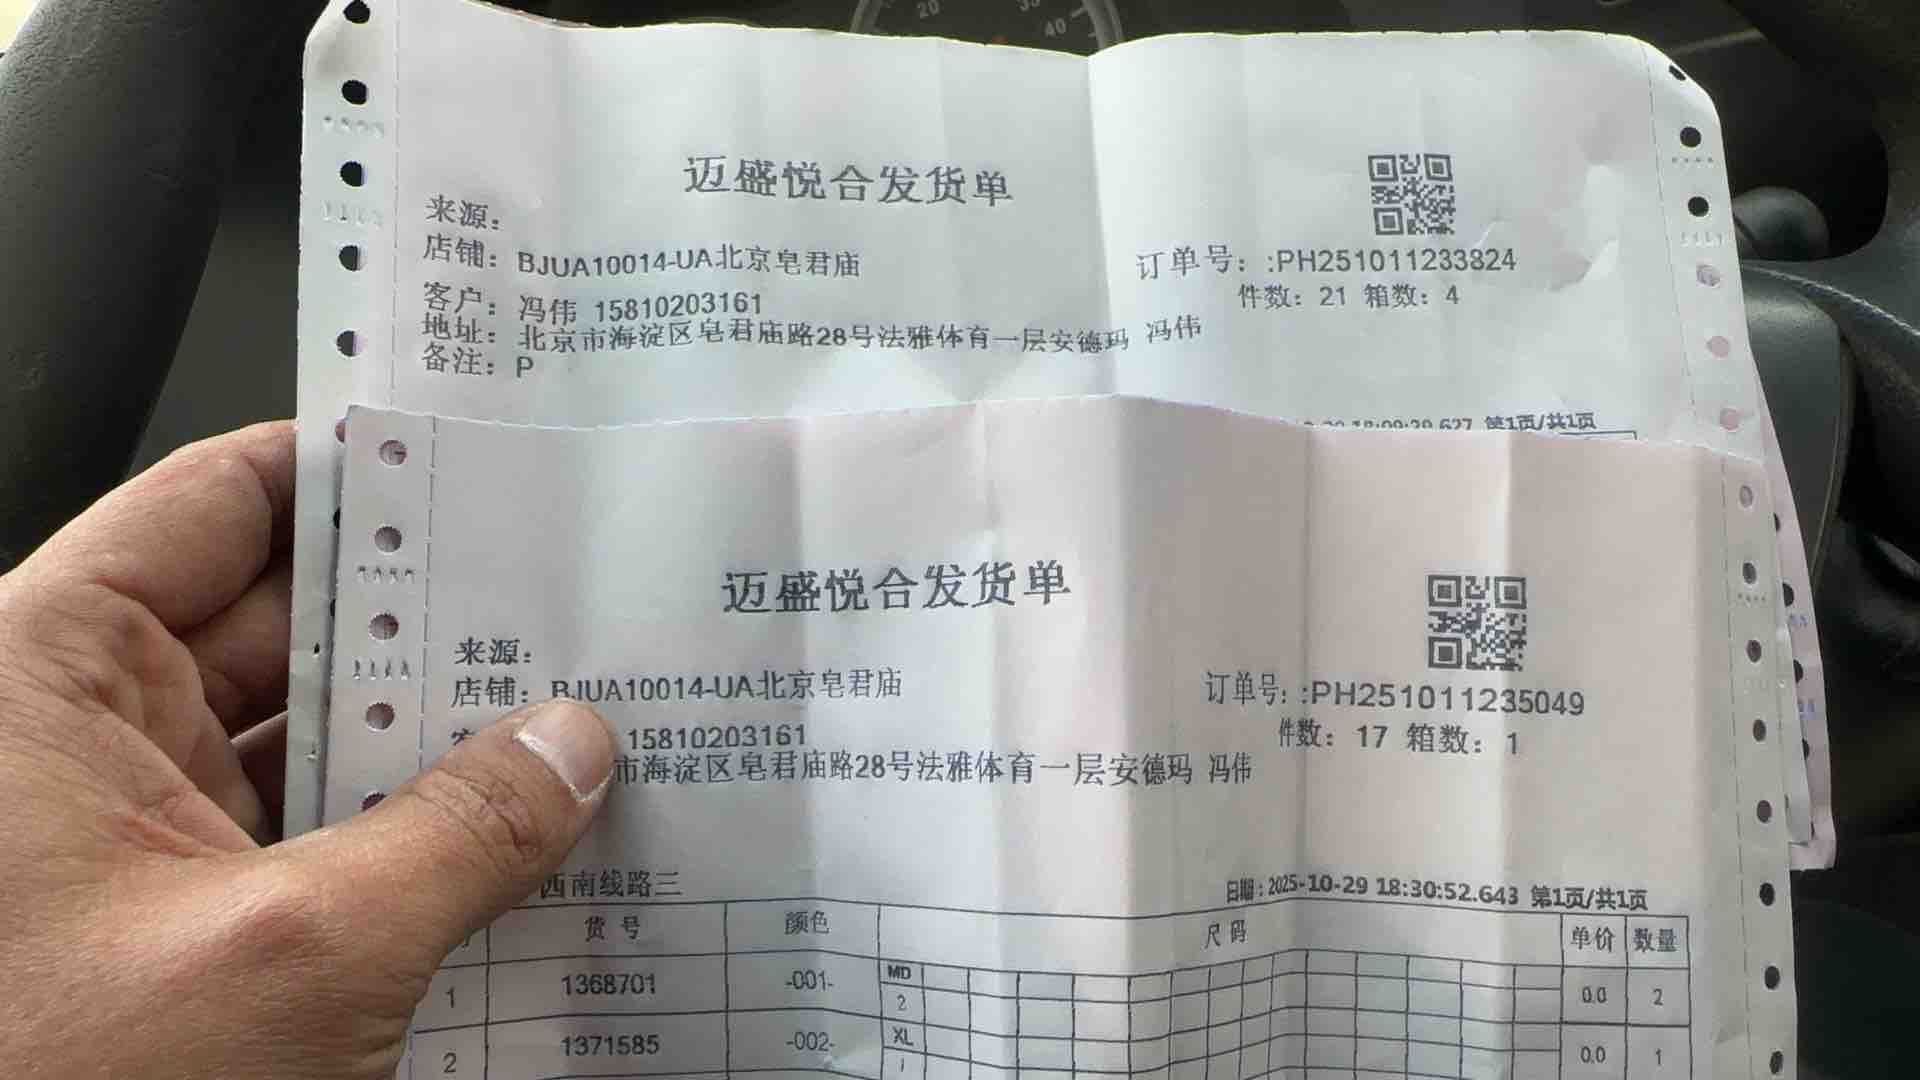 20
40
迈盛悦合发货单
来源：
店铺：BJUA10014-UA北京皂君庙
订单号：:PH251011233824
客户：冯伟 15810203161
件数：21 箱数：4
地址：北京市海淀区皂君庙路28号法雅体育一层安德玛 冯伟
备注：P
18:09:29.627 第1页/共1页
迈盛悦合发货单
来源：
店铺：BJUA10014-UA北京皂君庙
订单号：:PH251011235049
15810203161
件数：17 箱数：1
市海淀区皂君庙路28号法雅体育一层安德玛 冯伟
西南线路三
日期：2025-10-29 18:30:52.643 第1页/共1页
货号 颜色 尺码 单价 数量
1 1368701 -001- MD 2 0.0 2
2 1371585 -002- XL 1 0.0 1